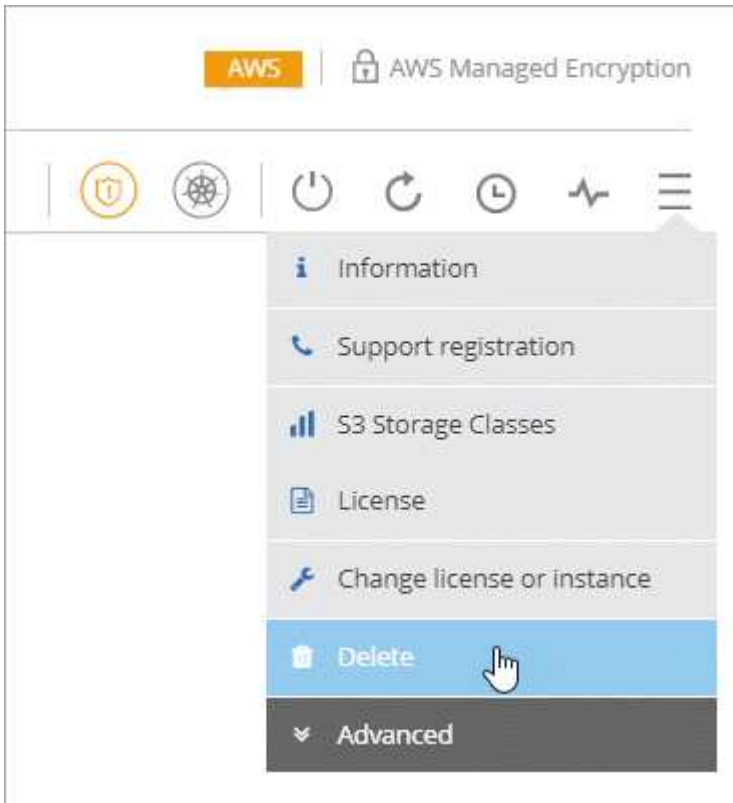 AWS
AWS Managed Encryption
Information
Support registration
S3 Storage Classes
License
Change license or instance
Delete
Advanced